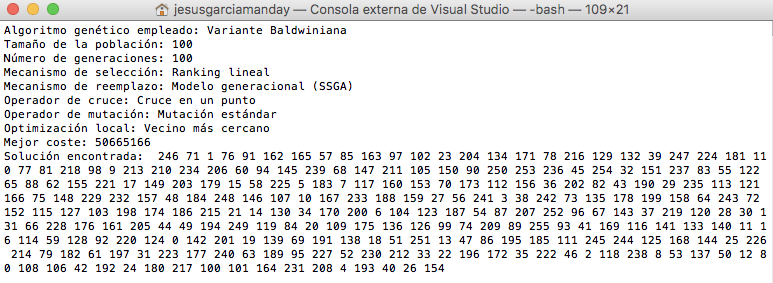 jesusgarciamanday — Consola externa de Visual Studio — -bash — 109×21
Algoritmo genético empleado: Variante Baldwiniana
Tamaño de la población: 100
Número de generaciones: 100
Mecanismo de selección: Ranking lineal
Mecanismo de reemplazo: Modelo generacional (SSGA)
Operador de cruce: Cruce en un punto
Operador de mutación: Mutación estándar
Optimización local: Vecino más cercano
Mejor coste: 50665166
Solución encontrada:  246 71 1 76 91 162 165 57 85 163 97 102 23 204 134 171 78 216 129 132 39 247 224 181 11
0 77 81 218 98 9 213 210 234 206 60 94 145 239 68 147 211 105 150 90 250 253 236 45 254 32 151 237 83 55 122
65 88 62 155 221 17 149 203 179 15 58 225 5 183 7 117 160 153 70 173 112 156 36 202 82 43 190 29 235 113 121
166 75 148 229 232 157 48 184 248 146 107 10 167 233 188 159 27 56 241 3 38 242 73 135 178 199 158 64 243 72
152 115 127 103 198 174 186 215 21 14 130 34 170 200 6 104 123 187 54 87 207 252 96 67 143 37 219 120 28 30 1
31 66 228 176 161 205 44 49 194 249 119 84 20 109 175 136 126 99 74 209 89 255 93 41 169 116 141 133 140 11 1
6 114 59 128 92 220 124 0 142 201 19 139 69 191 138 18 51 251 13 47 86 195 185 111 245 244 125 168 144 25 226
214 79 182 61 197 31 223 177 240 63 189 95 227 52 230 212 33 22 196 172 35 222 46 2 118 238 8 53 137 50 12 8
0 108 106 42 192 24 180 217 100 101 164 231 208 4 193 40 26 154